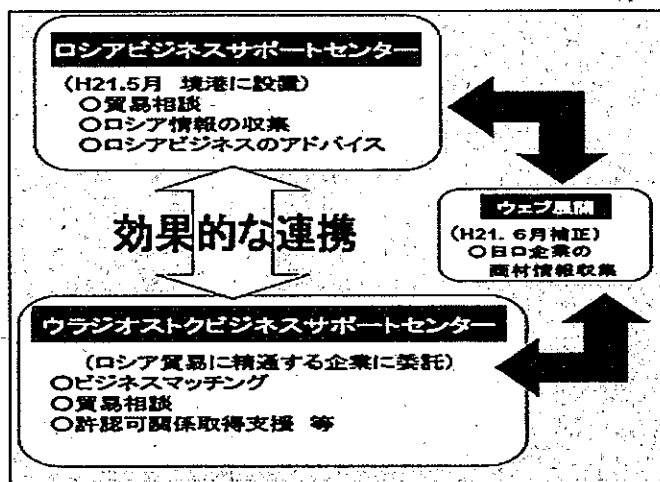 ロシアビジネスサポートセンター
(H21.5月 境港に設置)
○貿易相談
○ロシア情報の収集
○ロシアビジネスのアドバイス
効果的な連携
ウェブ展開
(H21. 6月補正)
○日ロ企業の
商材情報収集
ウラジオストクビジネスサポートセンター
(ロシア貿易に精通する企業に委託)
○ビジネスマッチング
○貿易相談
○許認可関係取得支援 等